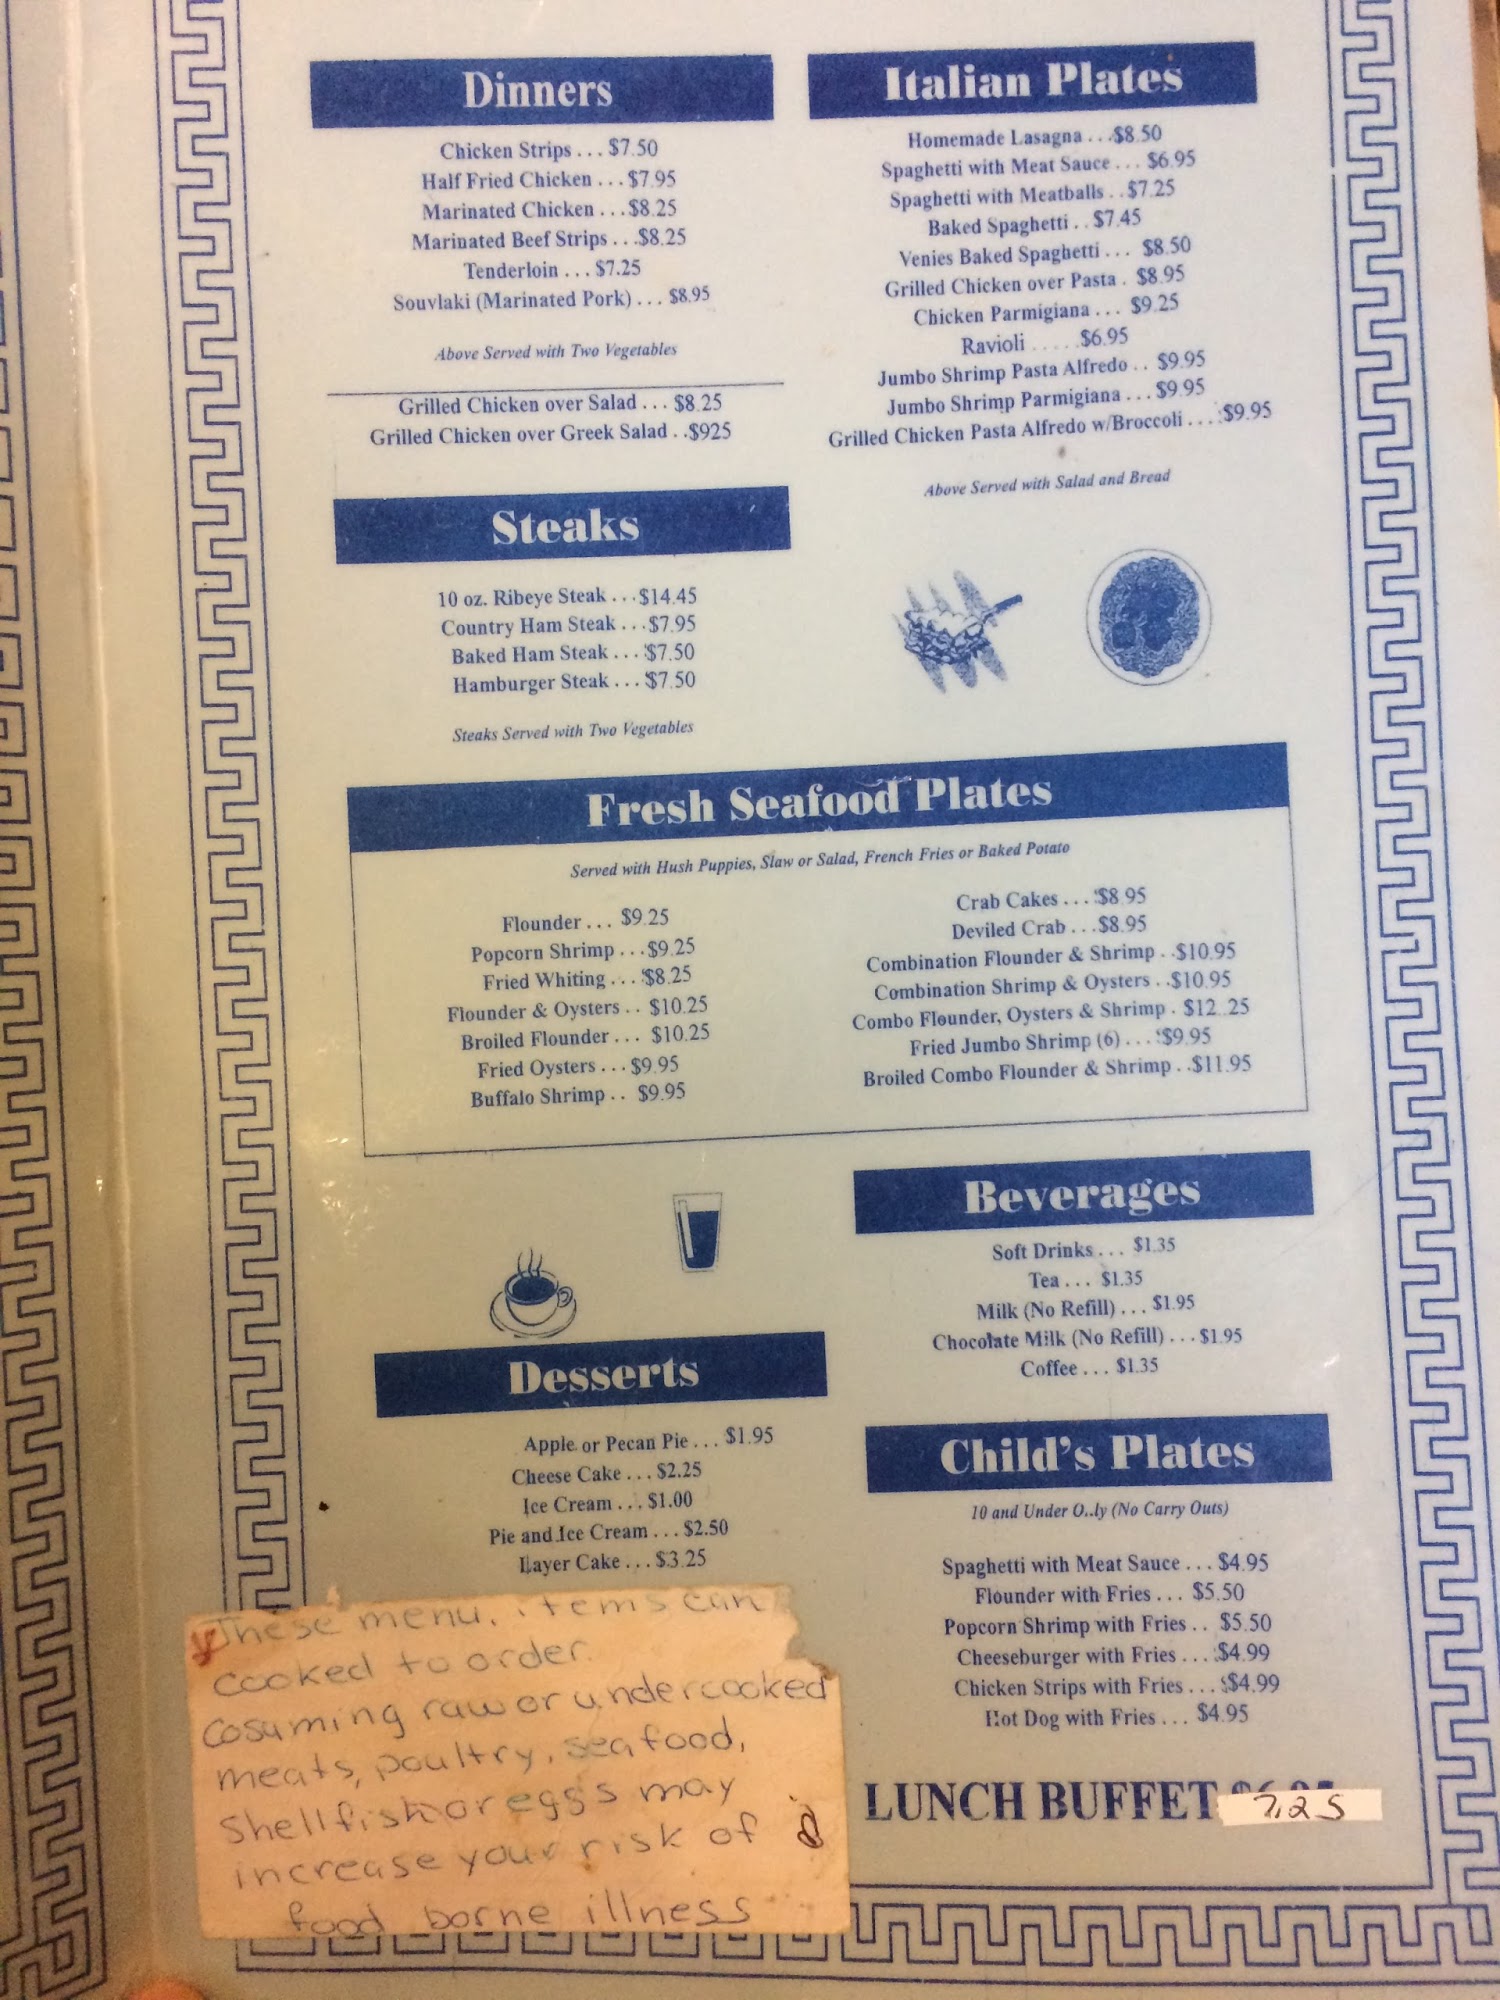 Dinners
Chicken Strips . . . $7.50
Half Fried Chicken . . . $7.95
Marinated Chicken . . . $8.25
Marinated Beef Strips . . . $8.25
Tenderloin . . . $7.25
Souvlaki (Marinated Pork) . . . $8.95
Above Served with Two Vegetables
Grilled Chicken over Salad . . . $8.25
Grilled Chicken over Greek Salad . . $925
Steaks
10 oz. Ribeye Steak . . . $14.45
Country Ham Steak . . . $7.95
Baked Ham Steak . . . $7.50
Hamburger Steak . . . $7.50
Steaks Served with Two Vegetables
Italian Plates
Homemade Lasagna . . . $8.50
Spaghetti with Meat Sauce . . . $6.95
Spaghetti with Meatballs . . $7.25
Baked Spaghetti . . $7.45
Venies Baked Spaghetti . . . $8.50
Grilled Chicken over Pasta . $8.95
Chicken Parmigiana . . . $9.25
Ravioli . . . . . $6.95
Jumbo Shrimp Pasta Alfredo . . $9.95
Jumbo Shrimp Parmigiana . . . $9.95
Grilled Chicken Pasta Alfredo w/Broccoli . . . . $9.95
Above Served with Salad and Bread
Fresh Seafood Plates
Served with Hush Puppies, Slaw or Salad, French Fries or Baked Potato
Flounder . . . $9.25
Popcorn Shrimp . . . $9.25
Fried Whiting . . . $8.25
Flounder & Oysters . . $10.25
Broiled Flounder . . . $10.25
Fried Oysters . . . $9.95
Buffalo Shrimp . . $9.95
Crab Cakes . . . $8.95
Deviled Crab . . . $8.95
Combination Flounder & Shrimp . . $10.95
Combination Shrimp & Oysters . . $10.95
Combo Flounder, Oysters & Shrimp . $12..25
Fried Jumbo Shrimp (6) . . . $9.95
Broiled Combo Flounder & Shrimp . . $11.95
Beverages
Soft Drinks . . . $1.35
Tea . . . $1.35
Milk (No Refill) . . . $1.95
Chocolate Milk (No Refill) . . . $1.95
Coffee . . . $1.35
Desserts
Apple or Pecan Pie . . . $1.95
Cheese Cake . . . $2.25
Ice Cream . . . $1.00
Pie and Ice Cream . . . $2.50
Layer Cake . . . $3.25
Child's Plates
10 and Under O..ly (No Carry Outs)
Spaghetti with Meat Sauce . . . $4.95
Flounder with Fries . . . $5.50
Popcorn Shrimp with Fries . . $5.50
Cheeseburger with Fries . . . $4.99
Chicken Strips with Fries . . . $4.99
Hot Dog with Fries . . . $4.95
LUNCH BUFFET 7.25
These menu. items can
cooked to order.
Cosuming raw or undercooked
meats, poultry, seafood,
Shellfish or eggs may
increase your risk of
food borne illness